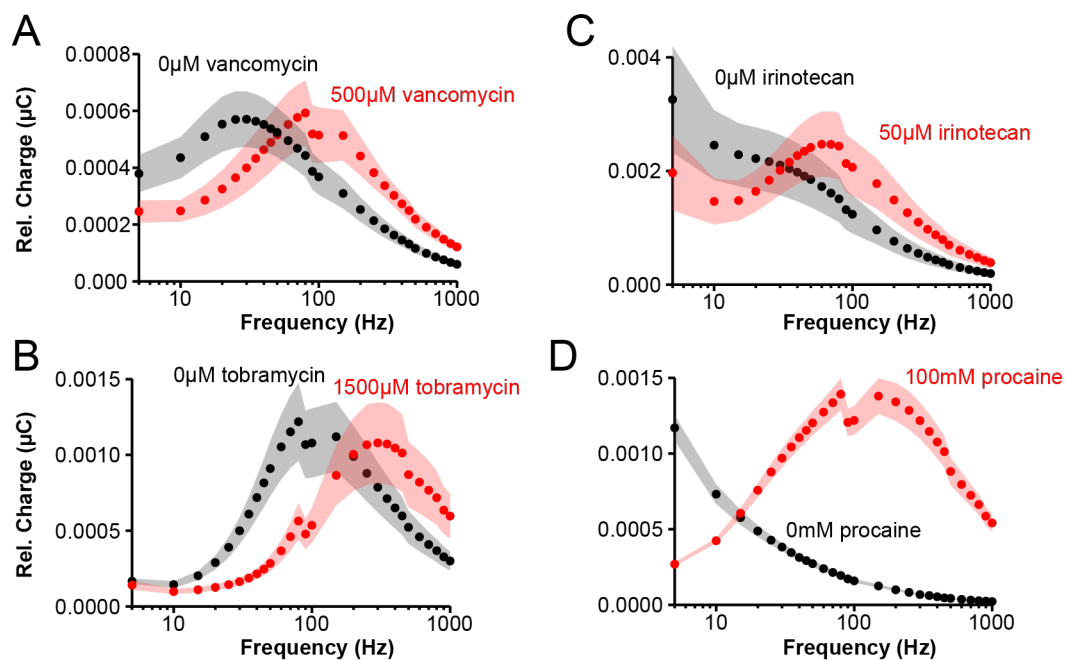 A
Rel. Charge (µC)
0.0008
0.0006
0.0004
0.0002
0.000
0µM vancomycin
500µM vancomycin
10
100
1000
Frequency (Hz)
C
0.004
0.002
0.000
0µM irinotecan
50µM irinotecan
10
100
1000
Frequency (Hz)
B
Rel. Charge (µC)
0.0015
0.0010
0.0005
0.0000
0µM tobramycin
1500µM tobramycin
10
100
1000
Frequency (Hz)
D
0.0015
0.0010
0.0005
0.0000
100mM procaine
0mM procaine
10
100
1000
Frequency (Hz)